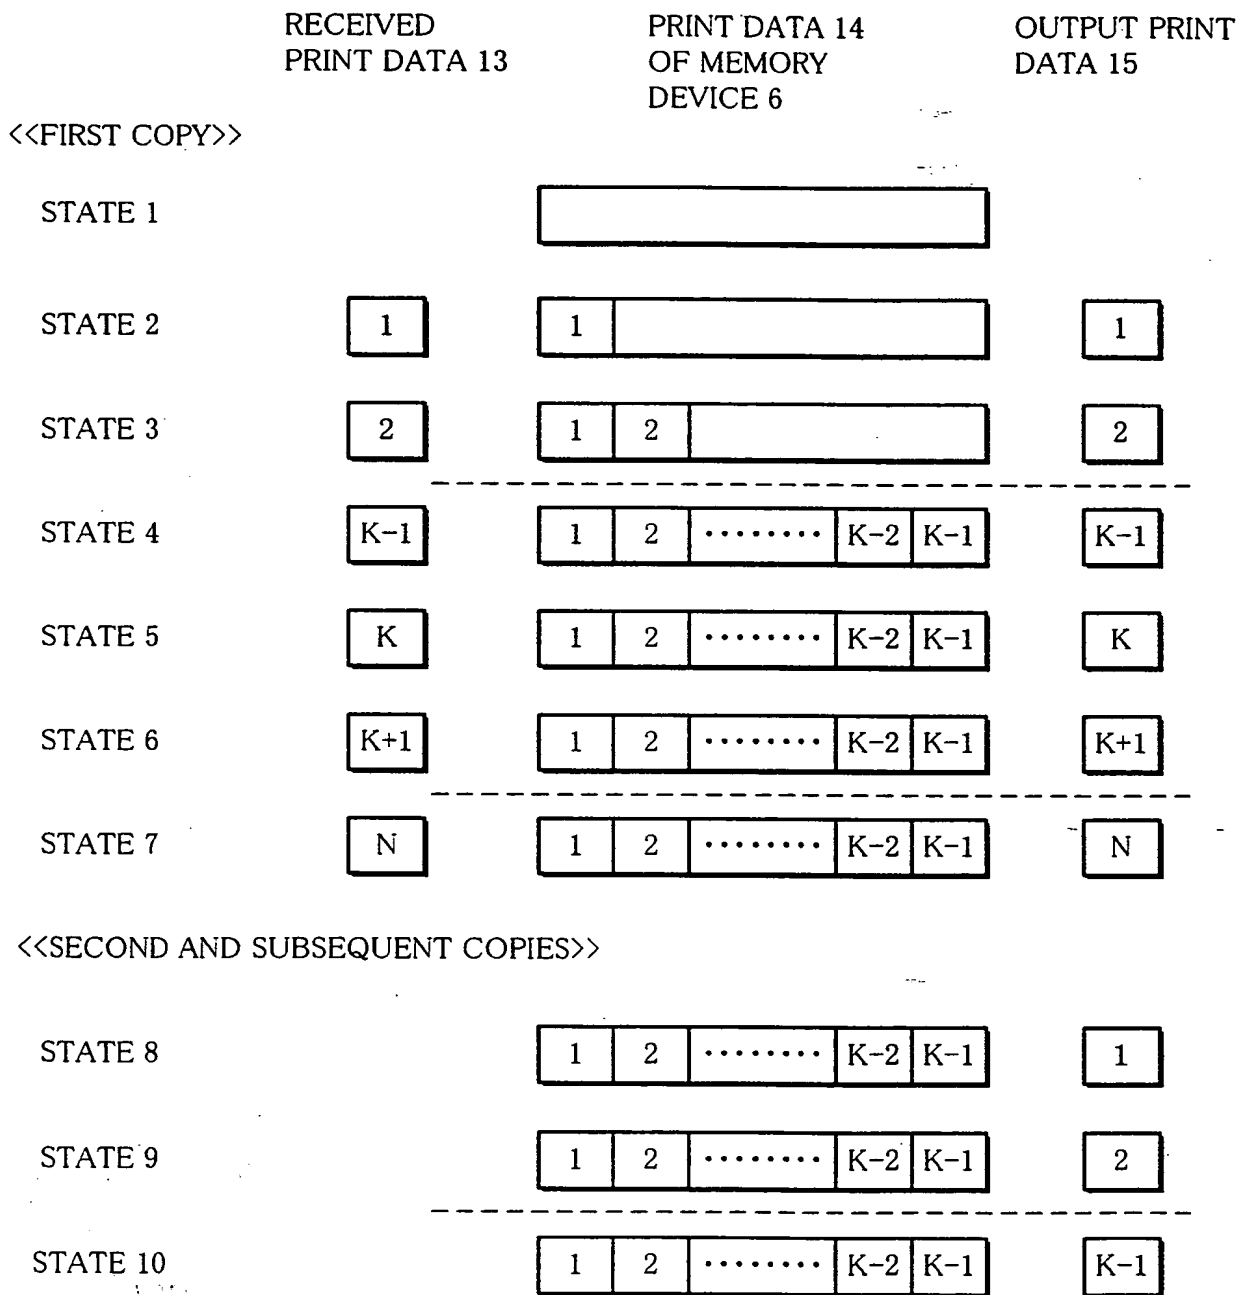 RECEIVED PRINT DATA 13
PRINT DATA 14 OF MEMORY DEVICE 6
OUTPUT PRINT DATA 15
<<FIRST COPY>>
STATE 1
STATE 2 1 1 1
STATE 3 2 1 2 2
STATE 4 K-1 1 2 ········ K-2 K-1 K-1
STATE 5 K 1 2 ········ K-2 K-1 K
STATE 6 K+1 1 2 ········ K-2 K-1 K+1
STATE 7 N 1 2 ········ K-2 K-1 N
<<SECOND AND SUBSEQUENT COPIES>>
STATE 8 1 2 ········ K-2 K-1 1
STATE 9 1 2 ········ K-2 K-1 2
STATE 10 1 2 ········ K-2 K-1 K-1